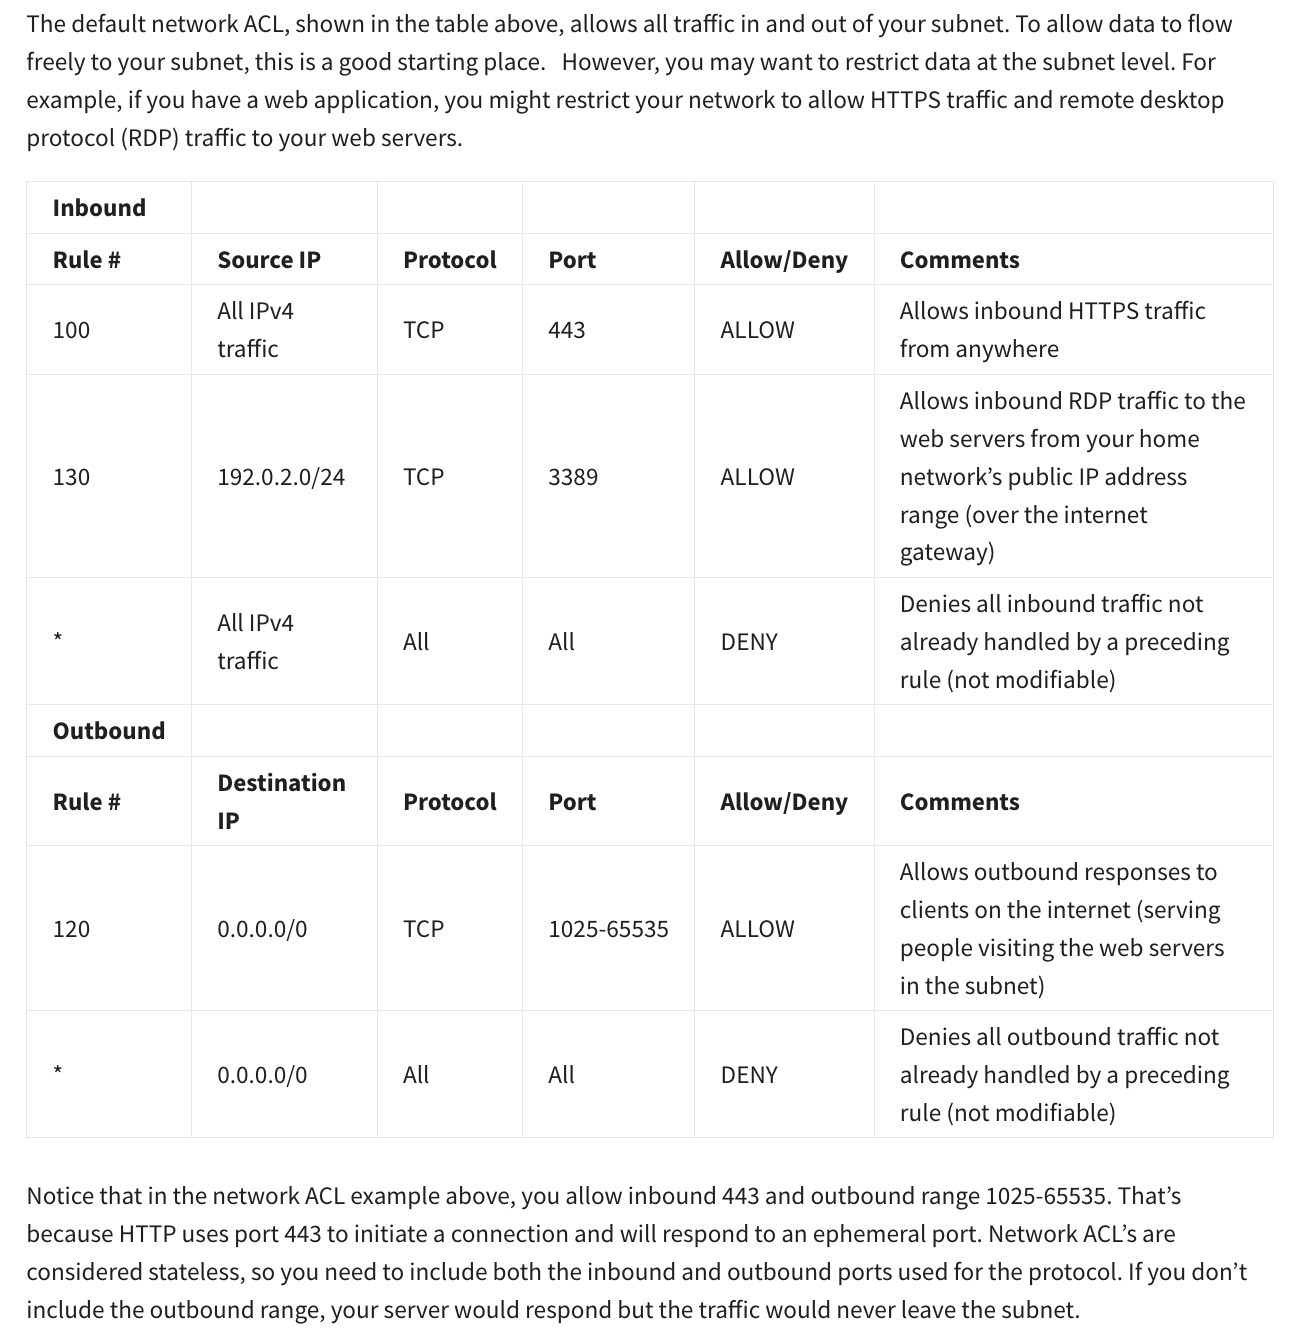 The default network ACL, shown in the table above, allows all traffic in and out of your subnet. To allow data to flow
freely to your subnet, this is a good starting place.   However, you may want to restrict data at the subnet level. For
example, if you have a web application, you might restrict your network to allow HTTPS traffic and remote desktop
protocol (RDP) traffic to your web servers.
Inbound
Rule # Source IP Protocol Port Allow/Deny Comments
100 All IPv4 traffic TCP 443 ALLOW Allows inbound HTTPS traffic from anywhere
130 192.0.2.0/24 TCP 3389 ALLOW Allows inbound RDP traffic to the web servers from your home network’s public IP address range (over the internet gateway)
* All IPv4 traffic All All DENY Denies all inbound traffic not already handled by a preceding rule (not modifiable)
Outbound
Rule # Destination IP Protocol Port Allow/Deny Comments
120 0.0.0.0/0 TCP 1025-65535 ALLOW Allows outbound responses to clients on the internet (serving people visiting the web servers in the subnet)
* 0.0.0.0/0 All All DENY Denies all outbound traffic not already handled by a preceding rule (not modifiable)
Notice that in the network ACL example above, you allow inbound 443 and outbound range 1025-65535. That’s
because HTTP uses port 443 to initiate a connection and will respond to an ephemeral port. Network ACL’s are
considered stateless, so you need to include both the inbound and outbound ports used for the protocol. If you don’t
include the outbound range, your server would respond but the traffic would never leave the subnet.